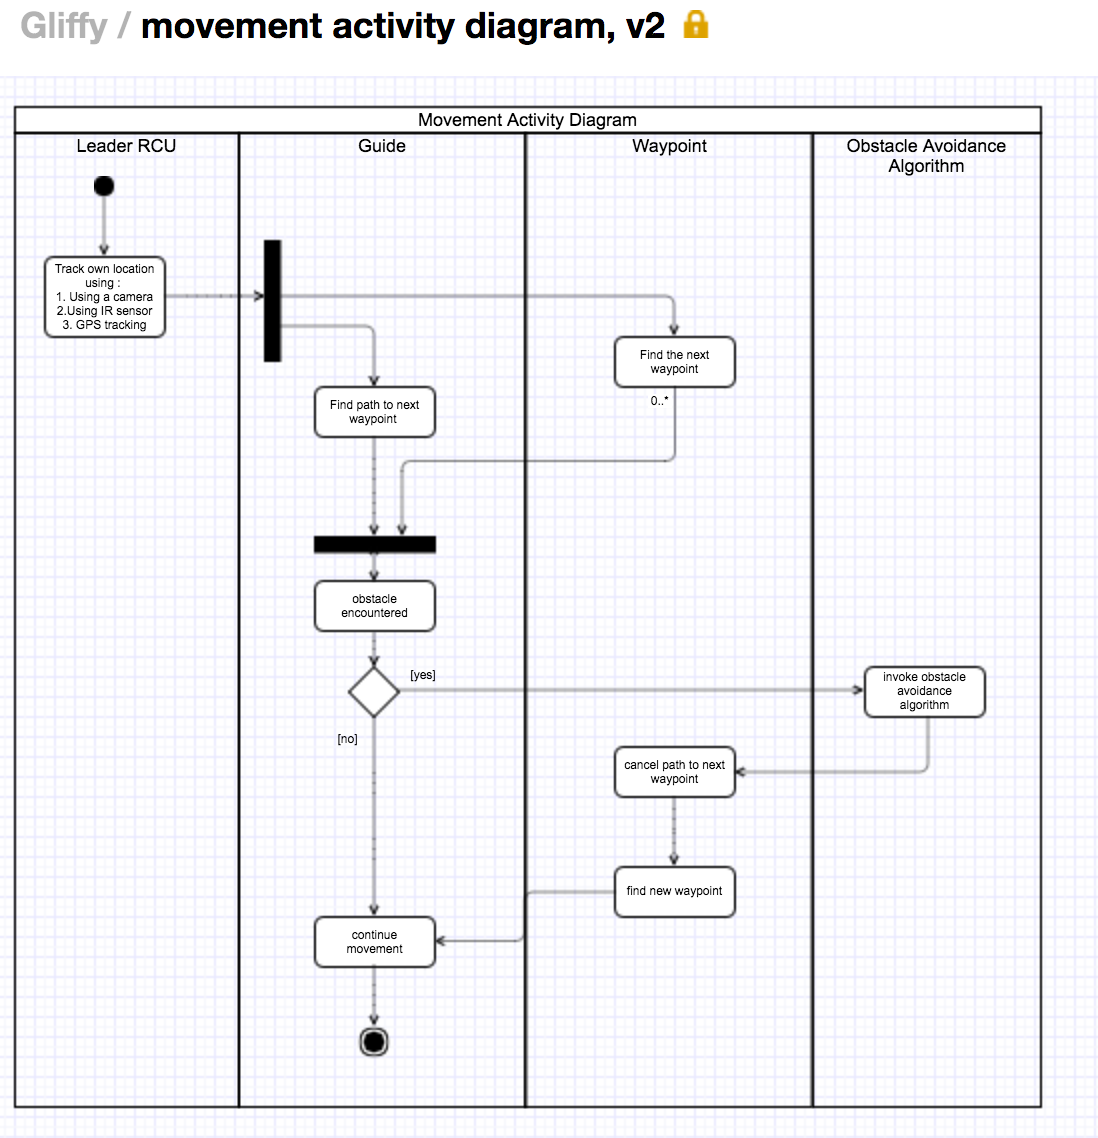 Gliffy / movement activity diagram, v2
Movement Activity Diagram
Leader RCU
Guide
Waypoint
Obstacle Avoidance
Algorithm
Track own location
using :
1. Using a camera
2.Using IR sensor
3. GPS tracking
Find the next
waypoint
0..*
Find path to next
waypoint
obstacle
encountered
[yes]
invoke obstacle
avoidance
algorithm
[no]
cancel path to next
waypoint
find new waypoint
continue
movement